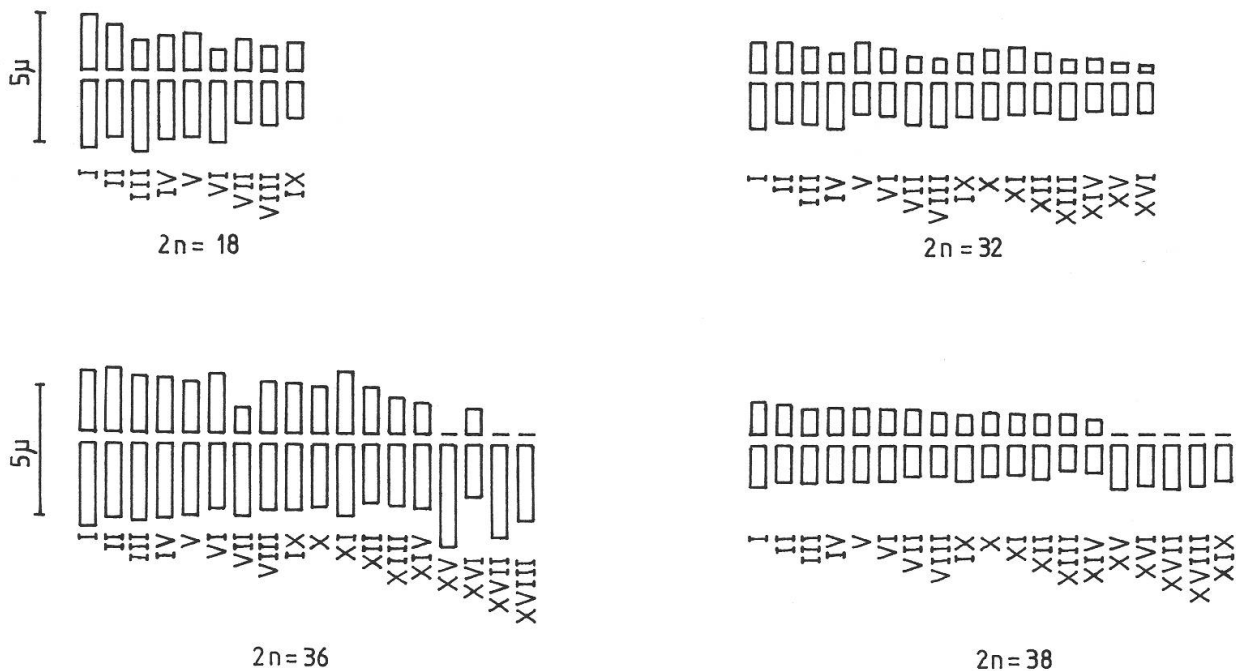 5μ
I II III IV V VI VII VIII IX
2n = 18
I II III IV V VI VII VIII IX X XI XII XIII XIV XV XVI
2n = 32
5μ
I II III IV V VI VII VIII IX X XI XII XIII XIV XV XVI XVII XVIII
2n = 36
I II III IV V VI VII VIII IX X XI XII XIII XIV XV XVI XVII XVIII XIX
2n = 38